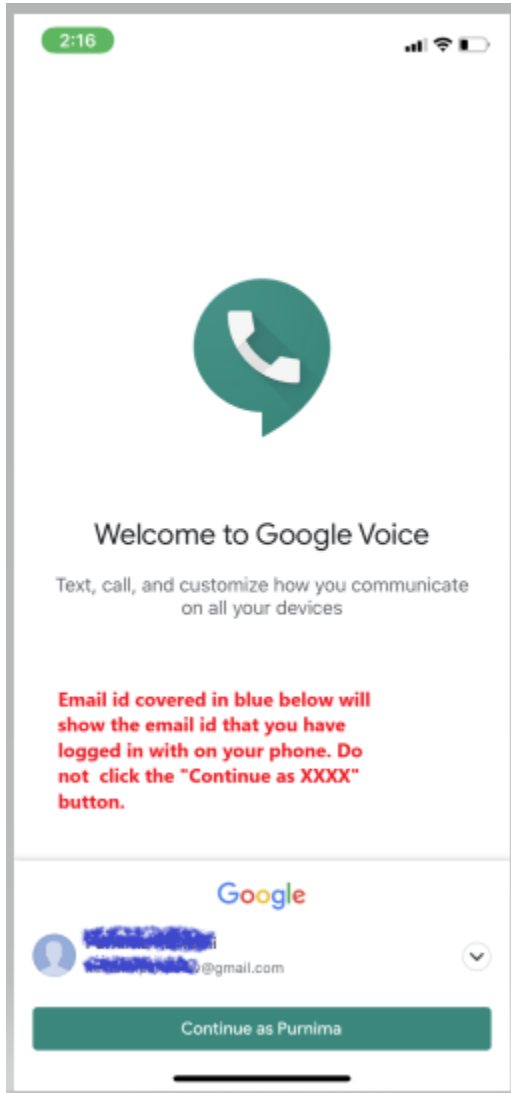 2:16
Welcome to Google Voice
Text, call, and customize how you communicate
on all your devices
Email id covered in blue below will
show the email id that you have
logged in with on your phone. Do
not click the "Continue as XXXX"
button.
Google
@gmail.com
Continue as Purnima